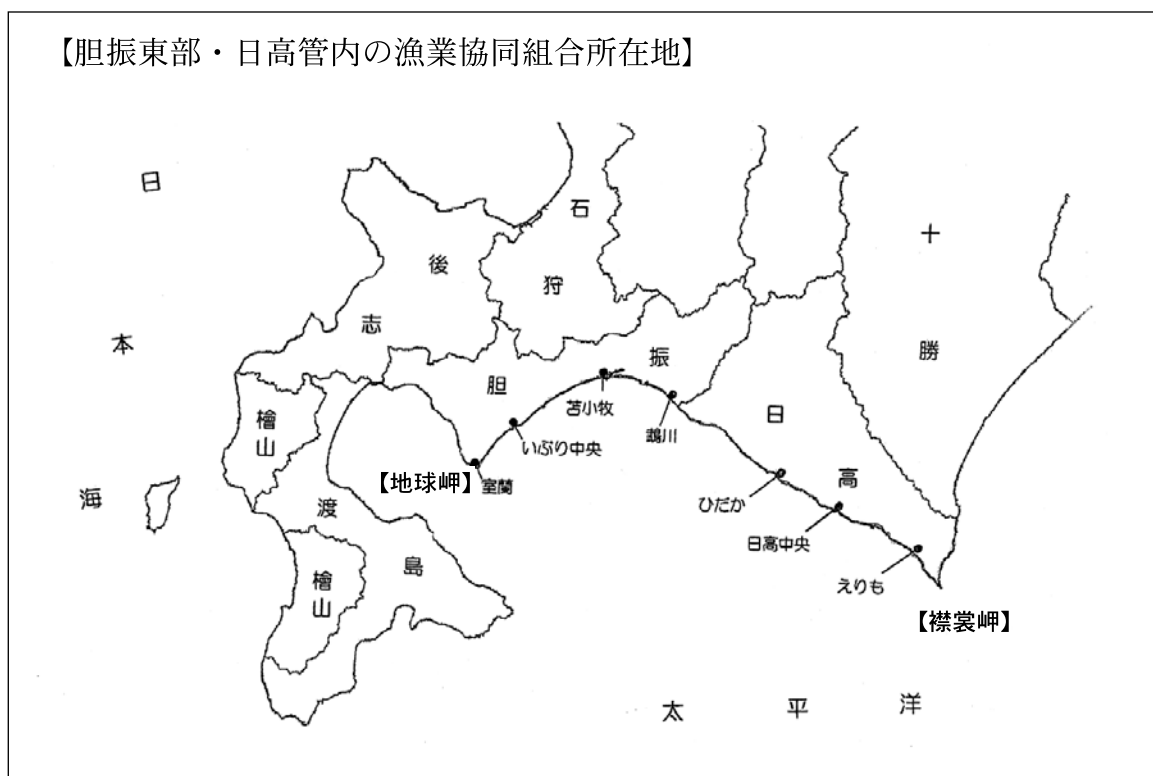 【胆振東部・日高管内の漁業協同組合所在地】
日本海
石狩
後志
十勝
胆振
日高
檜山
渡島
檜山
苫小牧
鵡川
いぶり中央
【地球岬】
室蘭
ひだか
日高中央
えりも
【襟裳岬】
太平洋